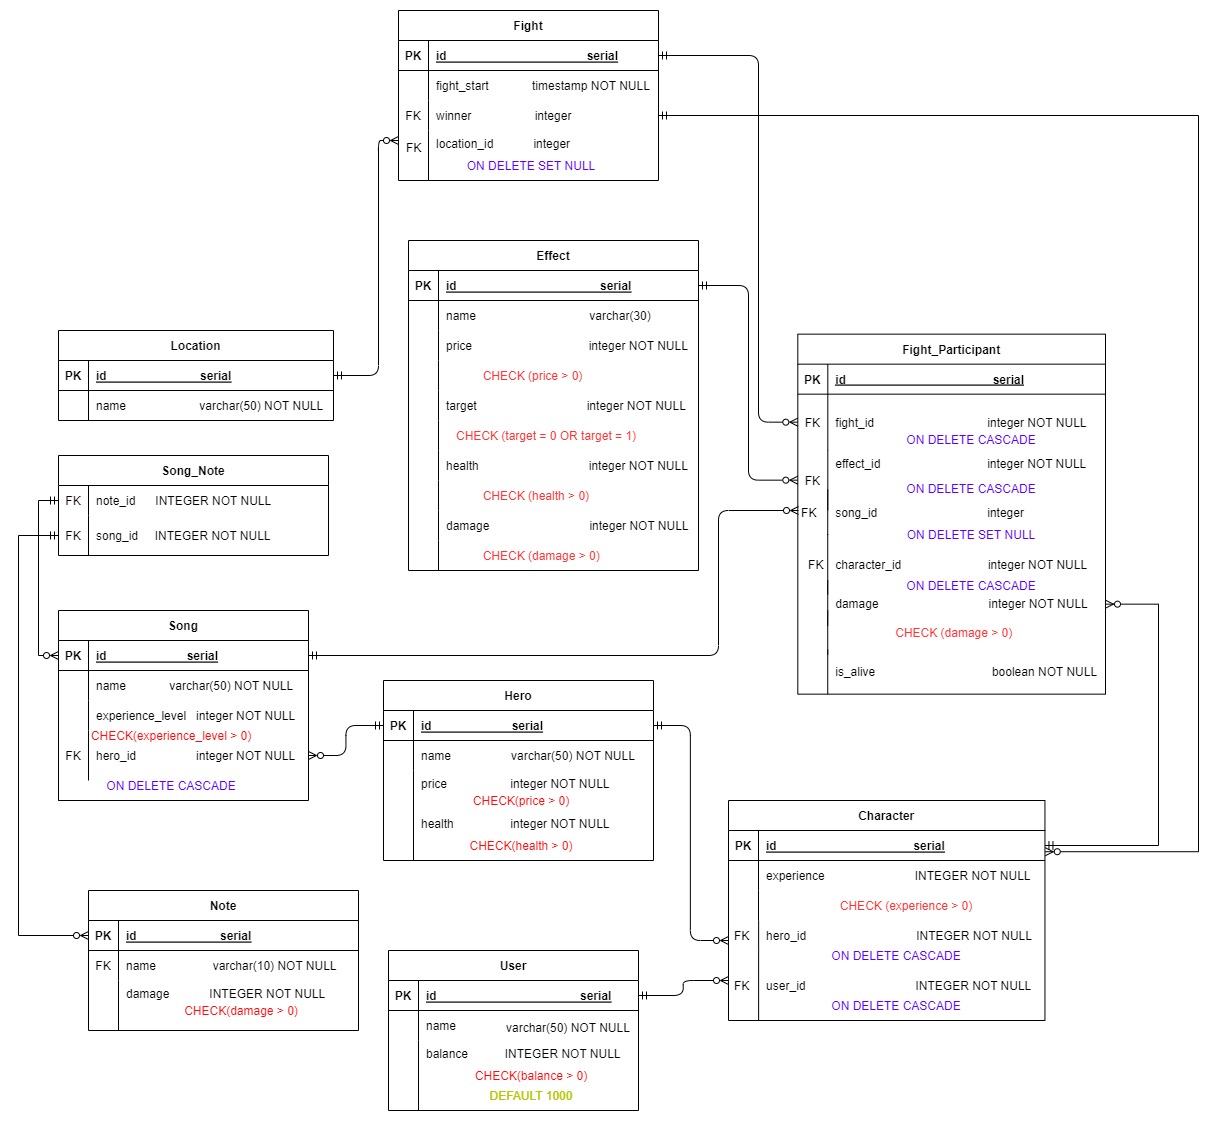 Fight
PK id serial
fight_start timestamp NOT NULL
FK winner integer
FK location_id integer
ON DELETE SET NULL
Effect
PK id serial
name varchar(30)
price integer NOT NULL
CHECK (price > 0)
target integer NOT NULL
CHECK (target = 0 OR target = 1)
health integer NOT NULL
CHECK (health > 0)
damage integer NOT NULL
CHECK (damage > 0)
Location
PK id serial
name varchar(50) NOT NULL
Fight_Participant
PK id serial
FK fight_id integer NOT NULL
ON DELETE CASCADE
effect_id integer NOT NULL
FK
ON DELETE CASCADE
FK song_id integer
ON DELETE SET NULL
FK character_id integer NOT NULL
ON DELETE CASCADE
damage integer NOT NULL
CHECK (damage > 0)
is_alive boolean NOT NULL
Song_Note
FK note_id INTEGER NOT NULL
FK song_id INTEGER NOT NULL
Song
PK id serial
name varchar(50) NOT NULL
experience_level integer NOT NULL
CHECK(experience_level > 0)
FK hero_id integer NOT NULL
ON DELETE CASCADE
Hero
PK id serial
name varchar(50) NOT NULL
price integer NOT NULL
CHECK(price > 0)
health integer NOT NULL
CHECK(health > 0)
Character
PK id serial
experience INTEGER NOT NULL
CHECK (experience > 0)
FK hero_id INTEGER NOT NULL
ON DELETE CASCADE
FK user_id INTEGER NOT NULL
ON DELETE CASCADE
Note
PK id serial
FK name varchar(10) NOT NULL
damage INTEGER NOT NULL
CHECK(damage > 0)
User
PK id serial
name varchar(50) NOT NULL
balance INTEGER NOT NULL
CHECK(balance > 0)
DEFAULT 1000